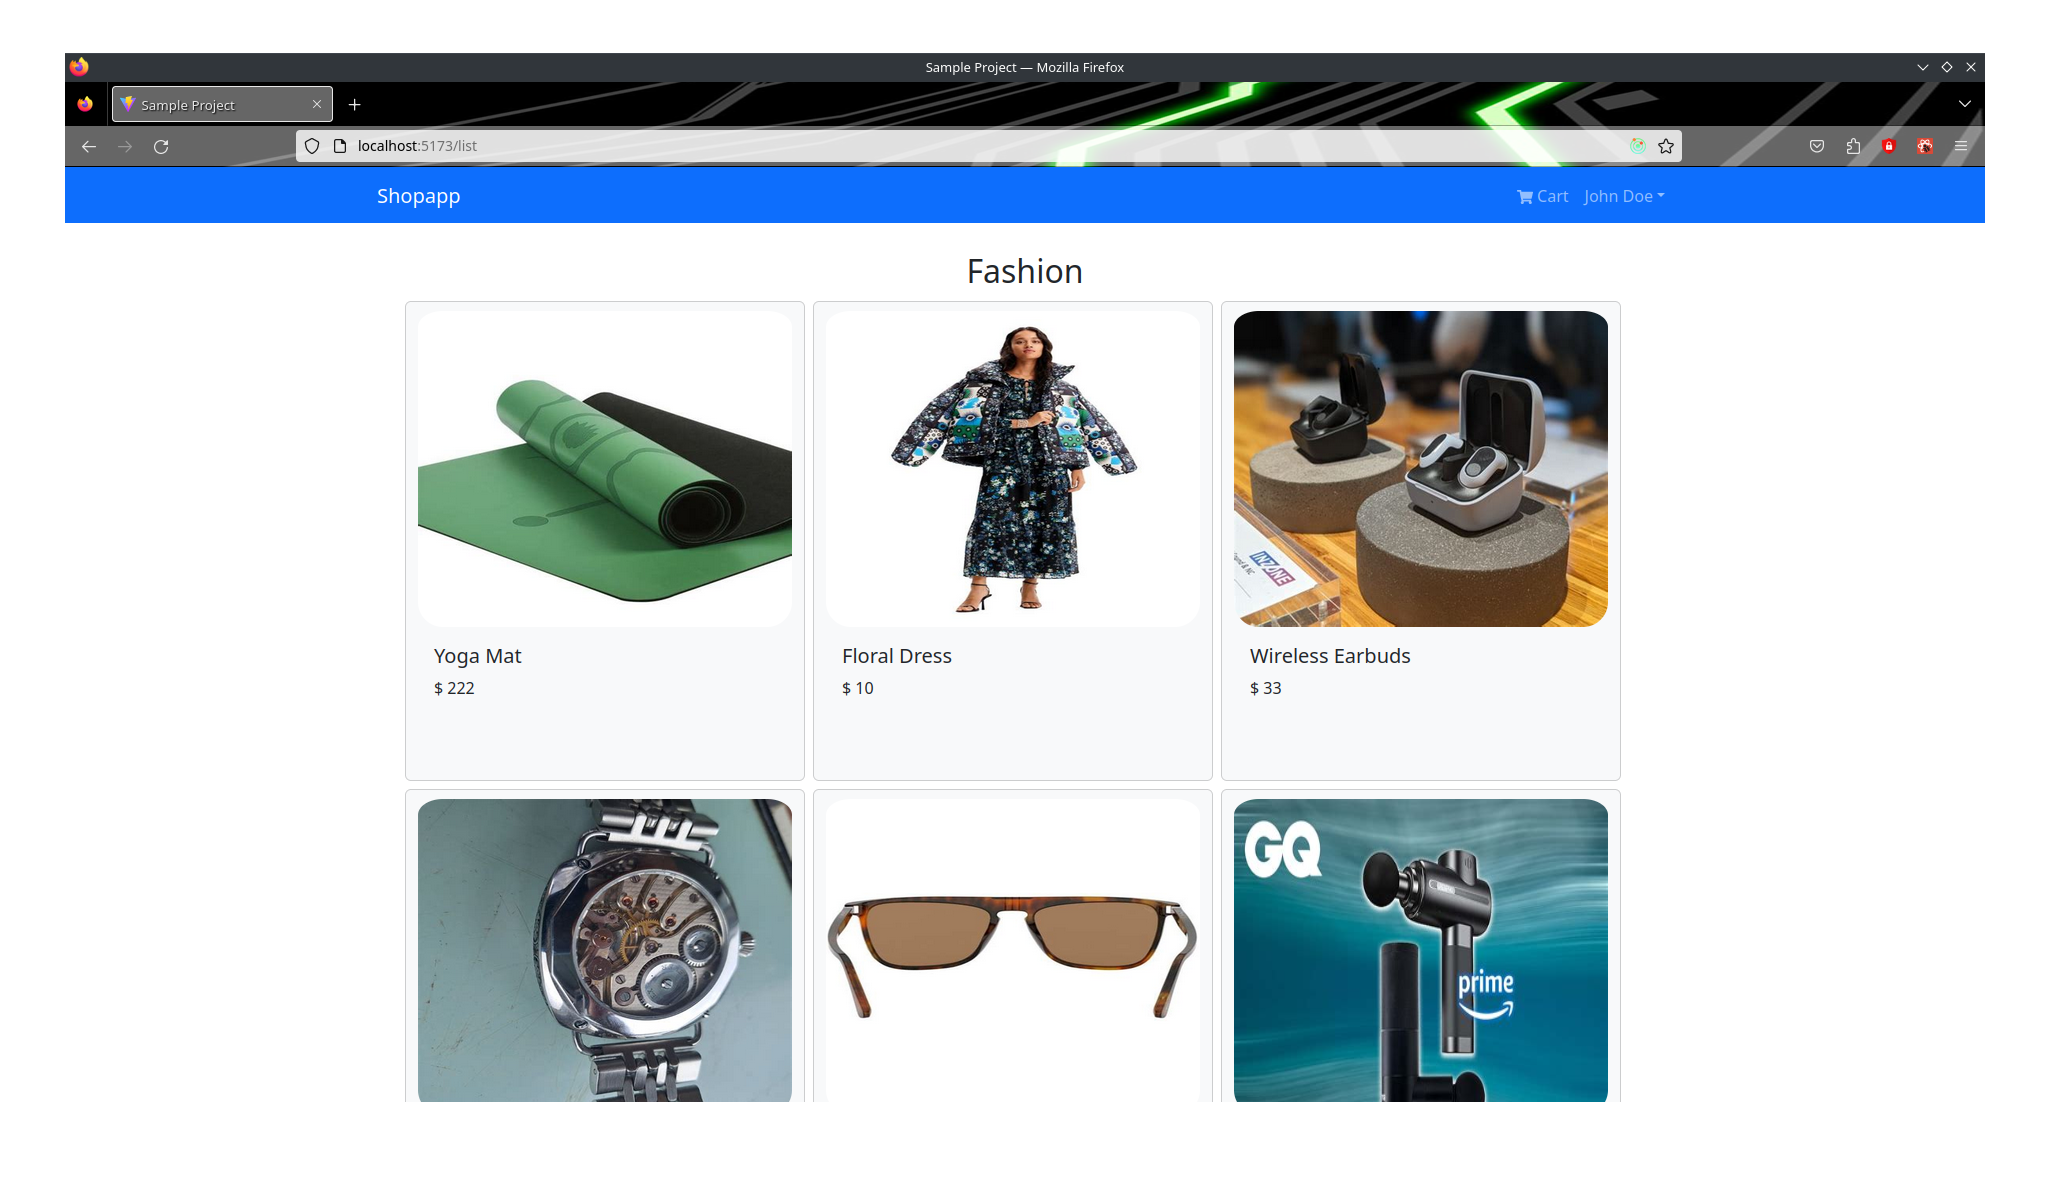 Sample Project — Mozilla Firefox
Sample Project
localhost:5173/list
Shopapp
Cart
John Doe
Fashion
Yoga Mat
$ 222
Floral Dress
$ 10
Wireless Earbuds
$ 33
INZONE
GQ
prime